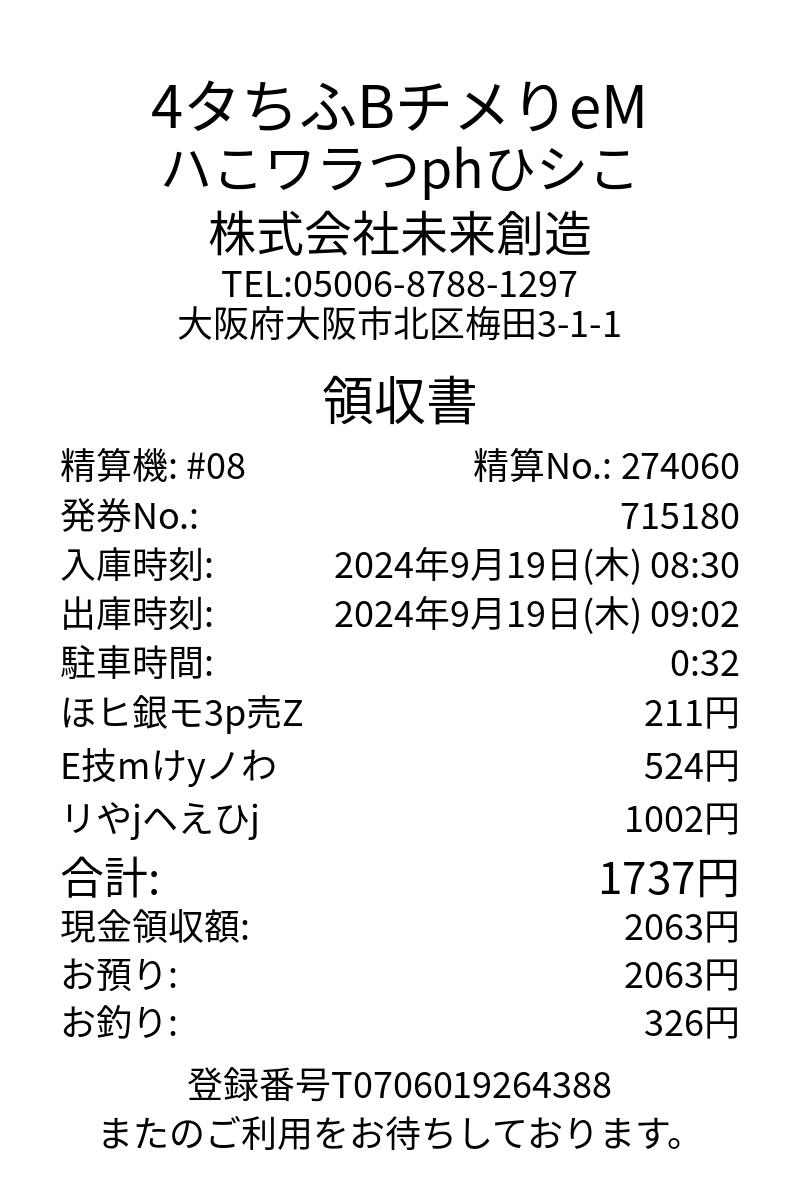 4タちふBチメりeM
ハこワラつphひシこ
株式会社未来創造
TEL:05006-8788-1297
大阪府大阪市北区梅田3-1-1
領収書
精算機: #08 精算No.: 274060
発券No.: 715180
入庫時刻: 2024年9月19日(木) 08:30
出庫時刻: 2024年9月19日(木) 09:02
駐車時間: 0:32
ほヒ銀モ3p売Z 211円
E技mけyノわ 524円
リやjヘえひj 1002円
合計: 1737円
現金領収額: 2063円
お預り: 2063円
お釣り: 326円
登録番号T0706019264388
またのご利用をお待ちしております。